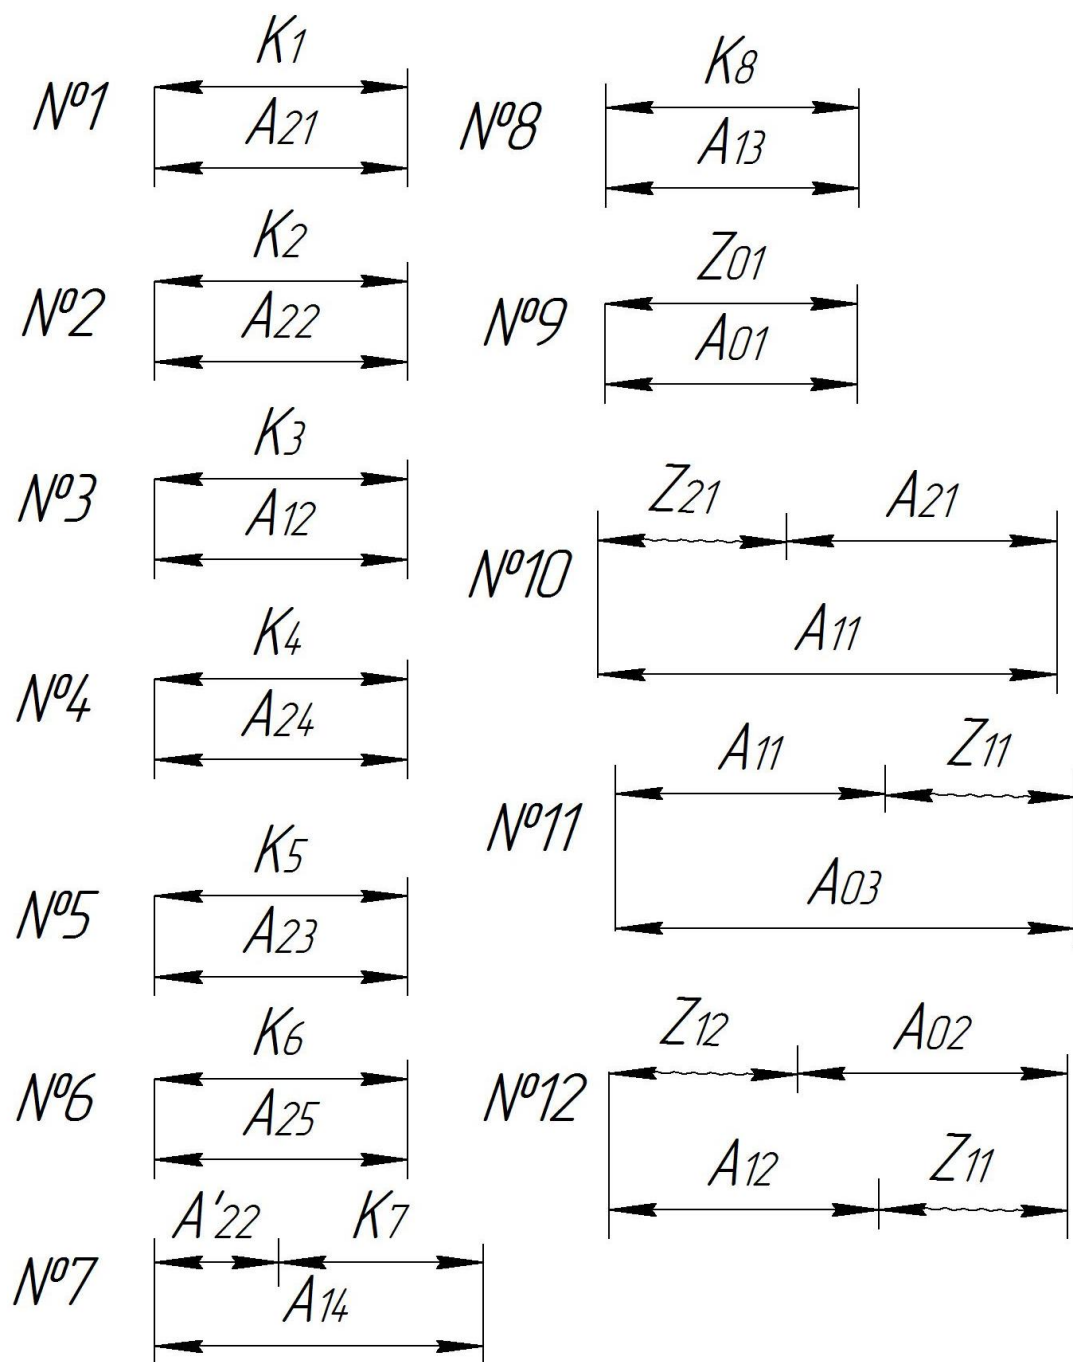 №1
K1
A21
№2
K2
A22
№3
K3
A12
№4
K4
A24
№5
K5
A23
№6
K6
A25
№7
A'22 K7
A14
№8
K8
A13
№9
Z01
A01
№10
Z21 A21
A11
№11
A11 Z11
A03
№12
Z12 A02
A12 Z11